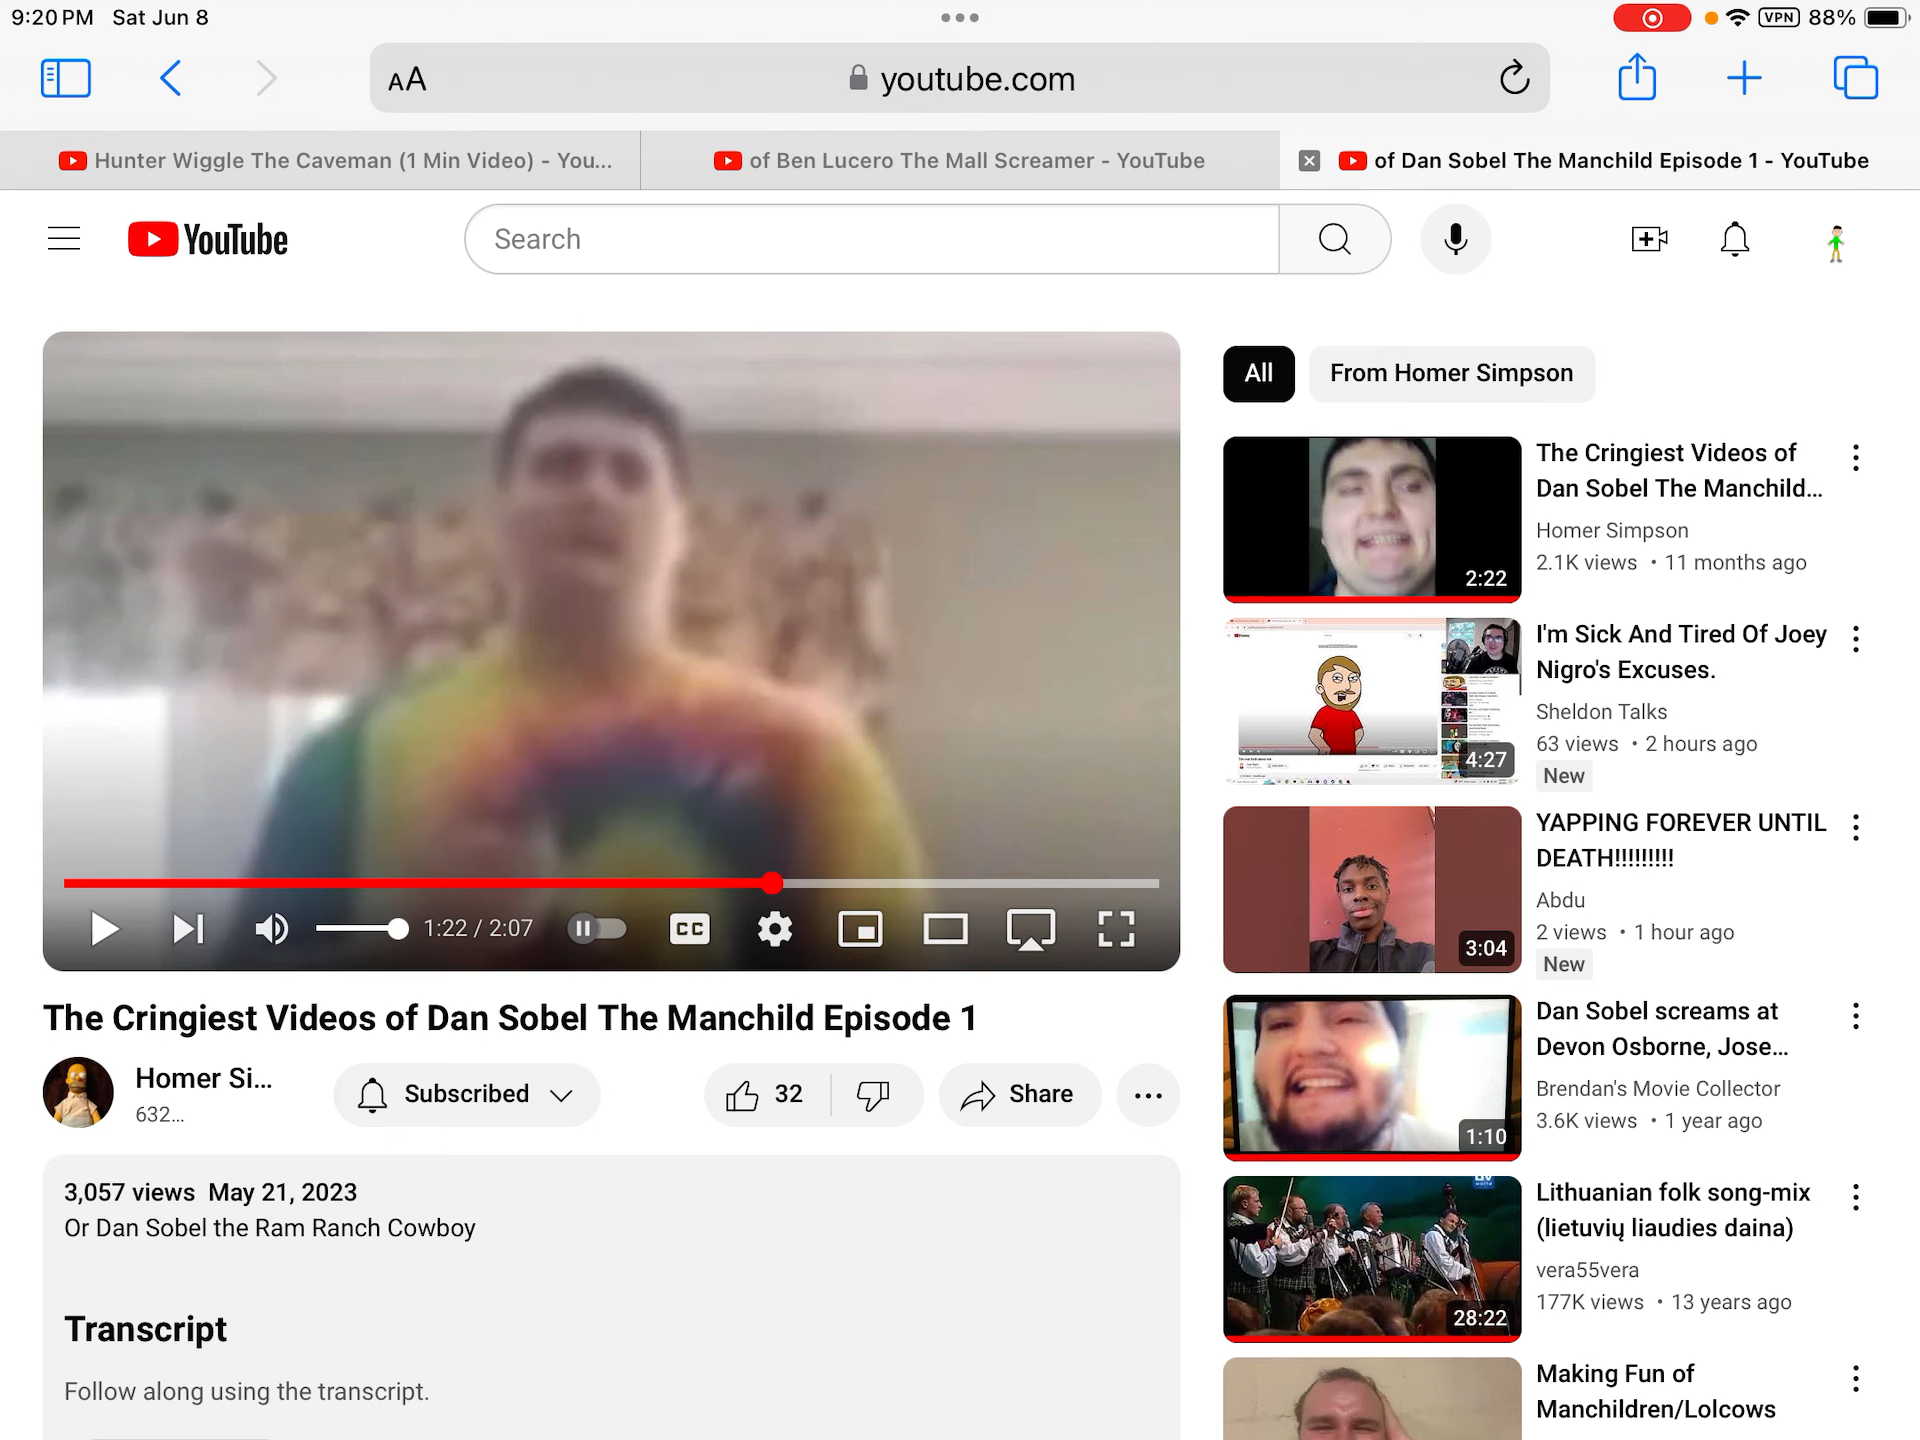 9:20 PM Sat Jun 8
VPN 88%
AA youtube.com
Hunter Wiggle The Caveman (1 Min Video) - You...
of Ben Lucero The Mall Screamer - YouTube
of Dan Sobel The Manchild Episode 1 - YouTube
YouTube
Search
1:22 / 2:07
CC
The Cringiest Videos of Dan Sobel The Manchild Episode 1
Homer Si...
632...
Subscribed
32
Share
3,057 views May 21, 2023
Or Dan Sobel the Ram Ranch Cowboy
Transcript
Follow along using the transcript.
All
From Homer Simpson
2:22
The Cringiest Videos of
Dan Sobel The Manchild...
Homer Simpson
2.1K views • 11 months ago
4:27
I'm Sick And Tired Of Joey
Nigro's Excuses.
Sheldon Talks
63 views • 2 hours ago
New
3:04
YAPPING FOREVER UNTIL
DEATH!!!!!!!!!
Abdu
2 views • 1 hour ago
New
1:10
Dan Sobel screams at
Devon Osborne, Jose...
Brendan's Movie Collector
3.6K views • 1 year ago
28:22
Lithuanian folk song-mix
(lietuvių liaudies daina)
vera55vera
177K views • 13 years ago
Making Fun of
Manchildren/Lolcows